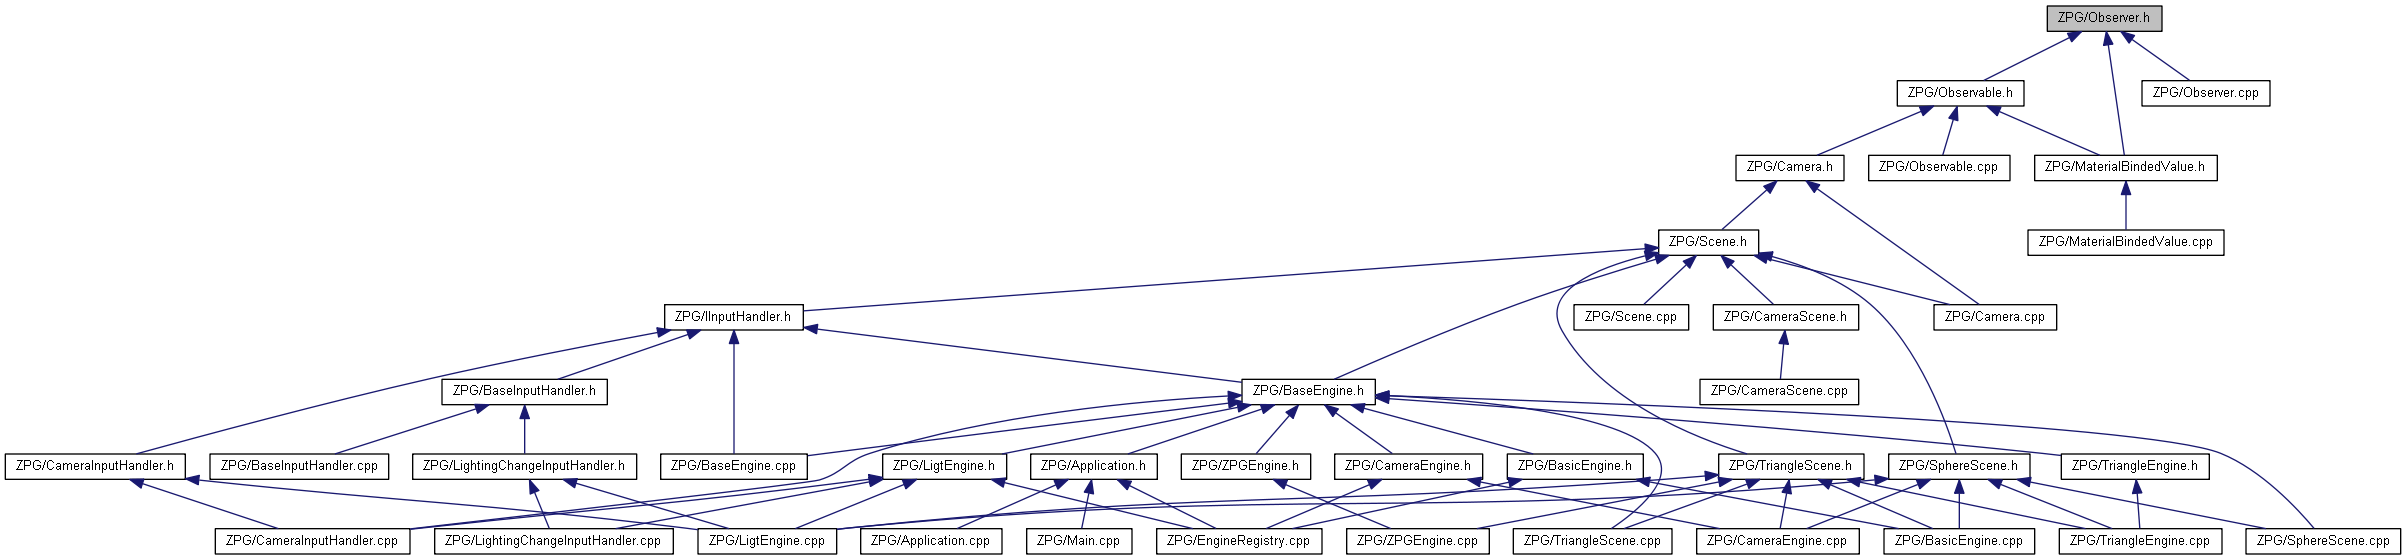 ZPG/Observer.h
ZPG/Observable.h
ZPG/Observer.cpp
ZPG/Camera.h
ZPG/Observable.cpp
ZPG/MaterialBindedValue.h
ZPG/Scene.h
ZPG/MaterialBindedValue.cpp
ZPG/IInputHandler.h
ZPG/Scene.cpp
ZPG/CameraScene.h
ZPG/Camera.cpp
ZPG/BaseInputHandler.h
ZPG/BaseEngine.h
ZPG/CameraScene.cpp
ZPG/CameraInputHandler.h
ZPG/BaseInputHandler.cpp
ZPG/LightingChangeInputHandler.h
ZPG/BaseEngine.cpp
ZPG/LigtEngine.h
ZPG/Application.h
ZPG/ZPGEngine.h
ZPG/CameraEngine.h
ZPG/BasicEngine.h
ZPG/TriangleScene.h
ZPG/SphereScene.h
ZPG/TriangleEngine.h
ZPG/CameraInputHandler.cpp
ZPG/LightingChangeInputHandler.cpp
ZPG/LigtEngine.cpp
ZPG/Application.cpp
ZPG/Main.cpp
ZPG/EngineRegistry.cpp
ZPG/ZPGEngine.cpp
ZPG/TriangleScene.cpp
ZPG/CameraEngine.cpp
ZPG/BasicEngine.cpp
ZPG/TriangleEngine.cpp
ZPG/SphereScene.cpp